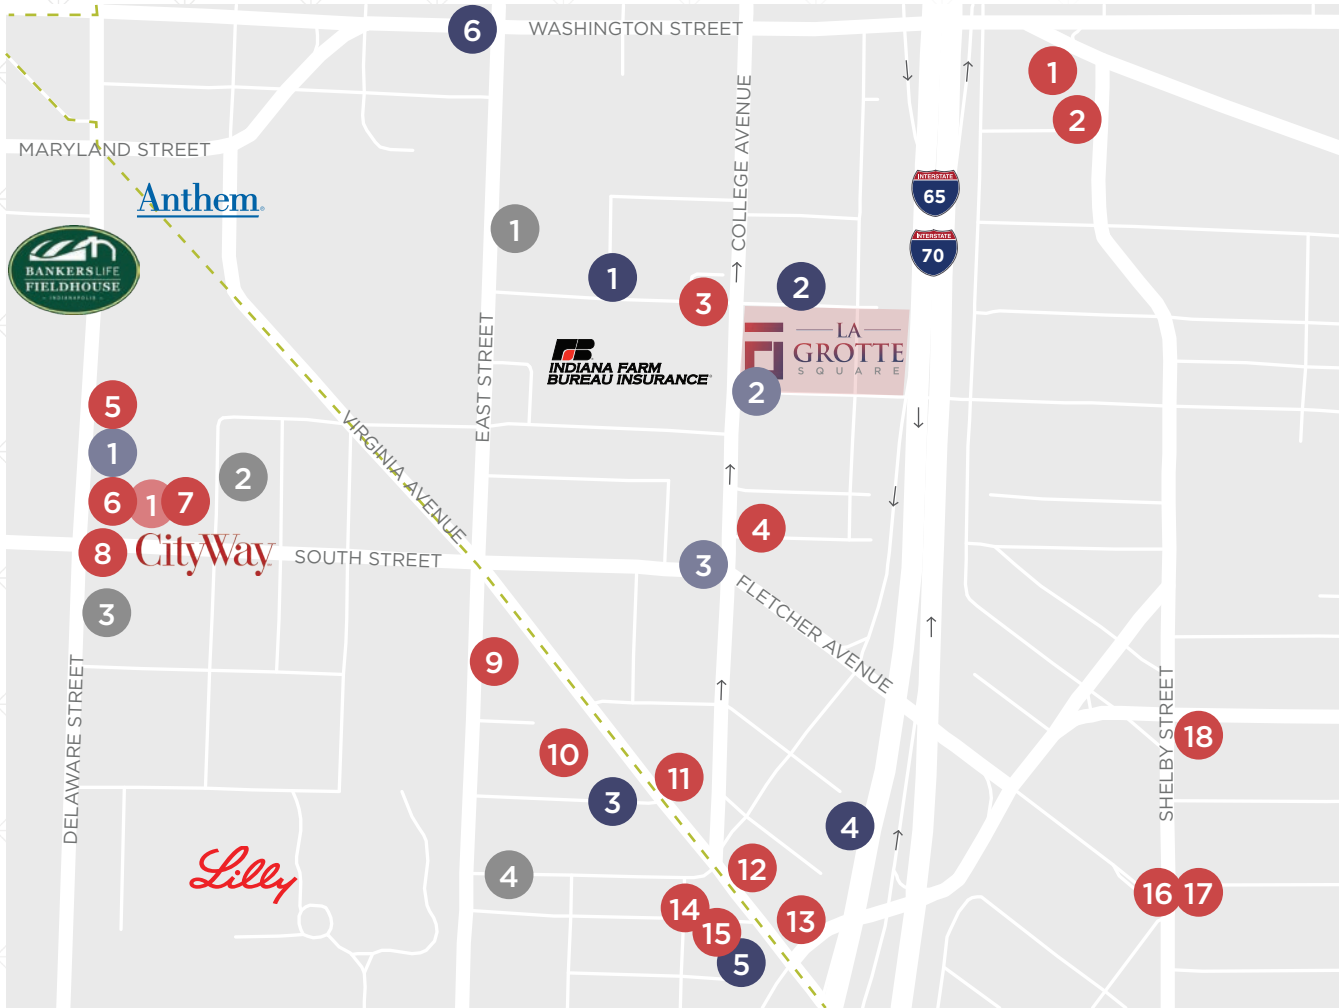 6
WASHINGTON STREET
1
2
MARYLAND STREET
Anthem
COLLEGE AVENUE
INTERSTATE
65
1
INTERSTATE
70
BANKERS LIFE
FIELDHOUSE
INDIANAPOLIS
1
2
3
LA
GROTTE
SQUARE
EAST STREET
INDIANA FARM
BUREAU INSURANCE
2
5
1
VIRGINIA AVENUE
2
6
1
7
4
8
CityWay
SOUTH STREET
3
FLETCHER AVENUE
3
9
DELAWARE STREET
SHELBY STREET
18
10
11
3
4
Lilly
4
12
16
17
14
13
15
5